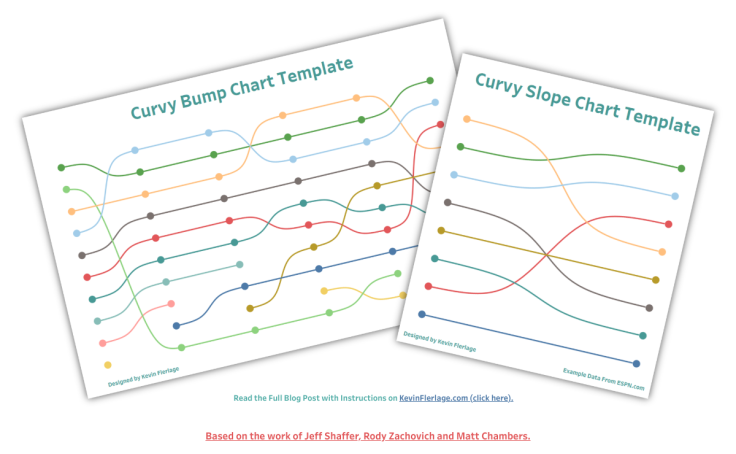 Curvy Bump Chart Template
Curvy Slope Chart Template
Designed by Kevin Flerlage
Designed by Kevin Flerlage
Example Data From ESPN.com
Read the Full Blog Post with Instructions on KevinFlerlage.com (click here).
Based on the work of Jeff Shaffer, Rody Zachovich and Matt Chambers.